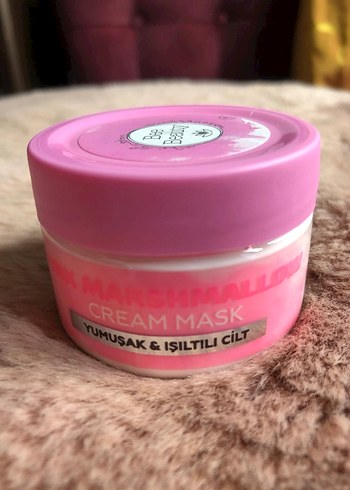 Bee
Beauty
MARSHMALLOW
CREAM MASK
YUMUŞAK & IŞILTILI CİLT